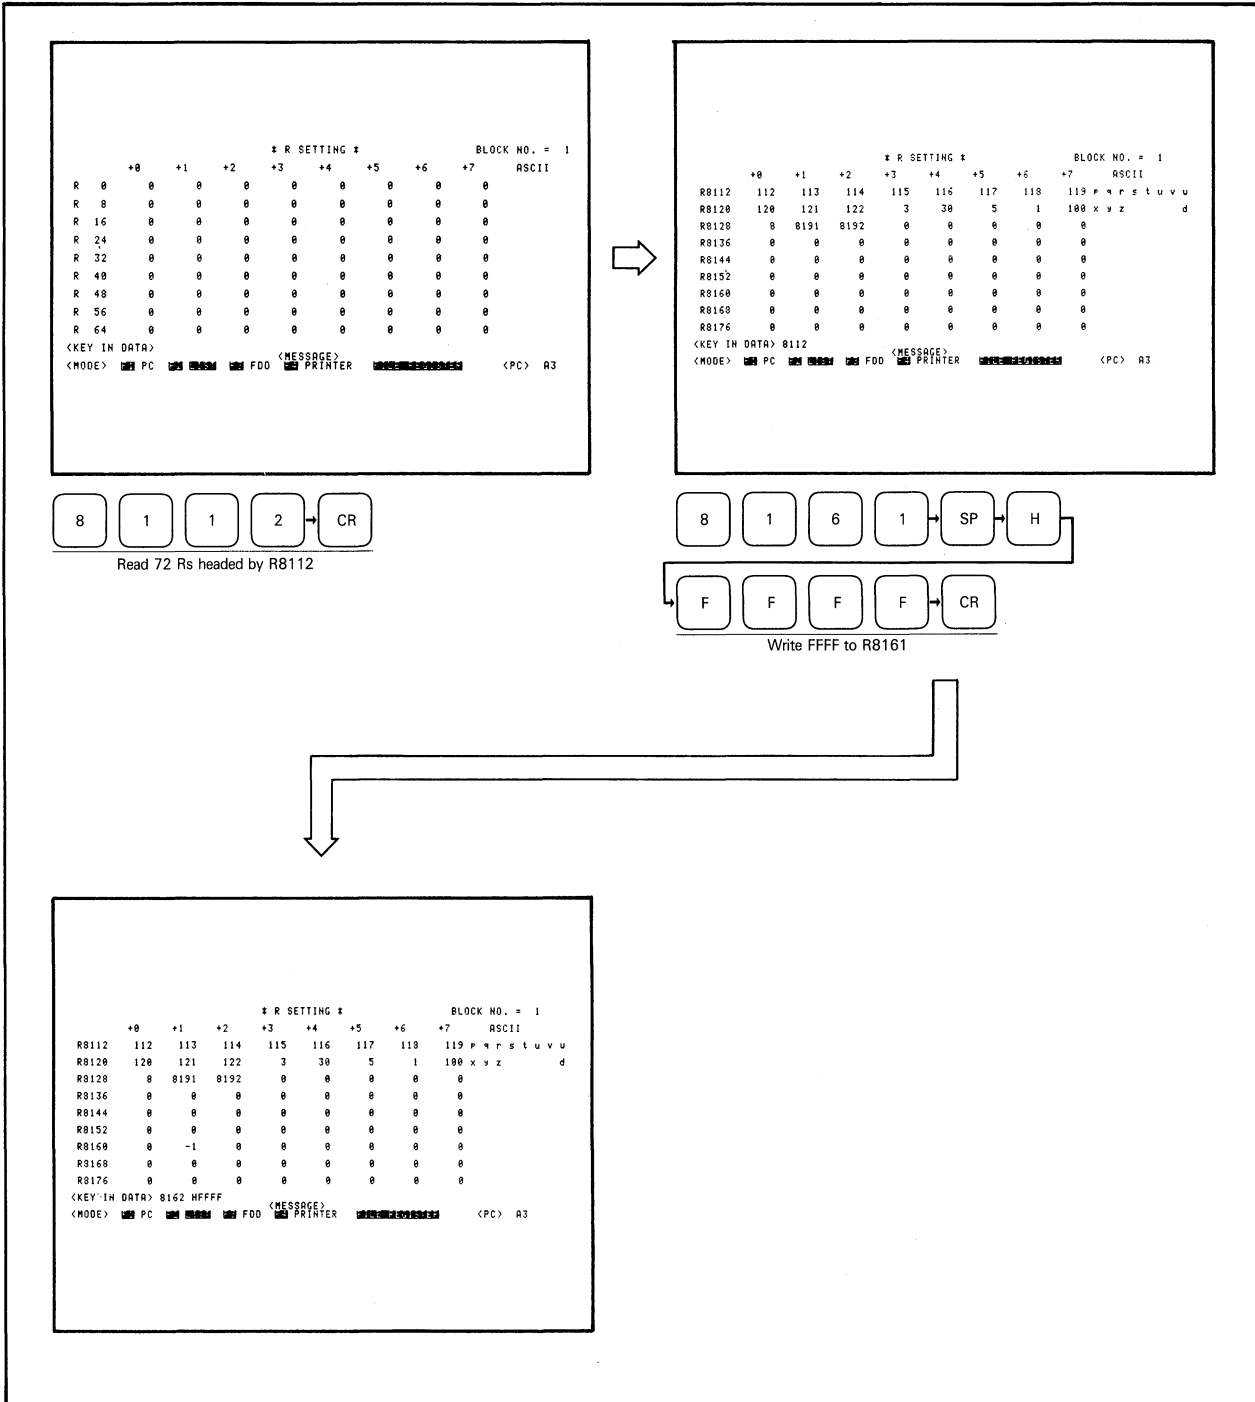 * R SETTING * BLOCK NO. = 1
+0 +1 +2 +3 +4 +5 +6 +7 ASCII
R 0 0 0 0 0 0 0 0 0
R 8 0 0 0 0 0 0 0 0
R 16 0 0 0 0 0 0 0 0
R 24 0 0 0 0 0 0 0 0
R 32 0 0 0 0 0 0 0 0
R 40 0 0 0 0 0 0 0 0
R 48 0 0 0 0 0 0 0 0
R 56 0 0 0 0 0 0 0 0
R 64 0 0 0 0 0 0 0 0
<KEY IN DATA>
<MESSAGE>
<MODE> PC FDD PRINTER <PC> A3
8 1 1 2 CR
Read 72 Rs headed by R8112
* R SETTING * BLOCK NO. = 1
+0 +1 +2 +3 +4 +5 +6 +7 ASCII
R8112 112 113 114 115 116 117 118 119 p q r s t u v u
R8120 120 121 122 3 30 5 1 100 x y z d
R8128 8 8191 8192 0 0 0 0 0
R8136 0 0 0 0 0 0 0 0
R8144 0 0 0 0 0 0 0 0
R8152 0 0 0 0 0 0 0 0
R8160 0 0 0 0 0 0 0 0
R8168 0 0 0 0 0 0 0 0
R8176 0 0 0 0 0 0 0 0
<KEY IN DATA> 8112
<MESSAGE>
<MODE> PC FDD PRINTER <PC> A3
8 1 6 1 SP H
F F F F CR
Write FFFF to R8161
* R SETTING * BLOCK NO. = 1
+0 +1 +2 +3 +4 +5 +6 +7 ASCII
R8112 112 113 114 115 116 117 118 119 p q r s t u v u
R8120 120 121 122 3 30 5 1 100 x y z d
R8128 8 8191 8192 0 0 0 0 0
R8136 0 0 0 0 0 0 0 0
R8144 0 0 0 0 0 0 0 0
R8152 0 0 0 0 0 0 0 0
R8160 0 -1 0 0 0 0 0 0
R8168 0 0 0 0 0 0 0 0
R8176 0 0 0 0 0 0 0 0
<KEY IN DATA> 8162 HFFFF
<MESSAGE>
<MODE> PC FDD PRINTER <PC> A3